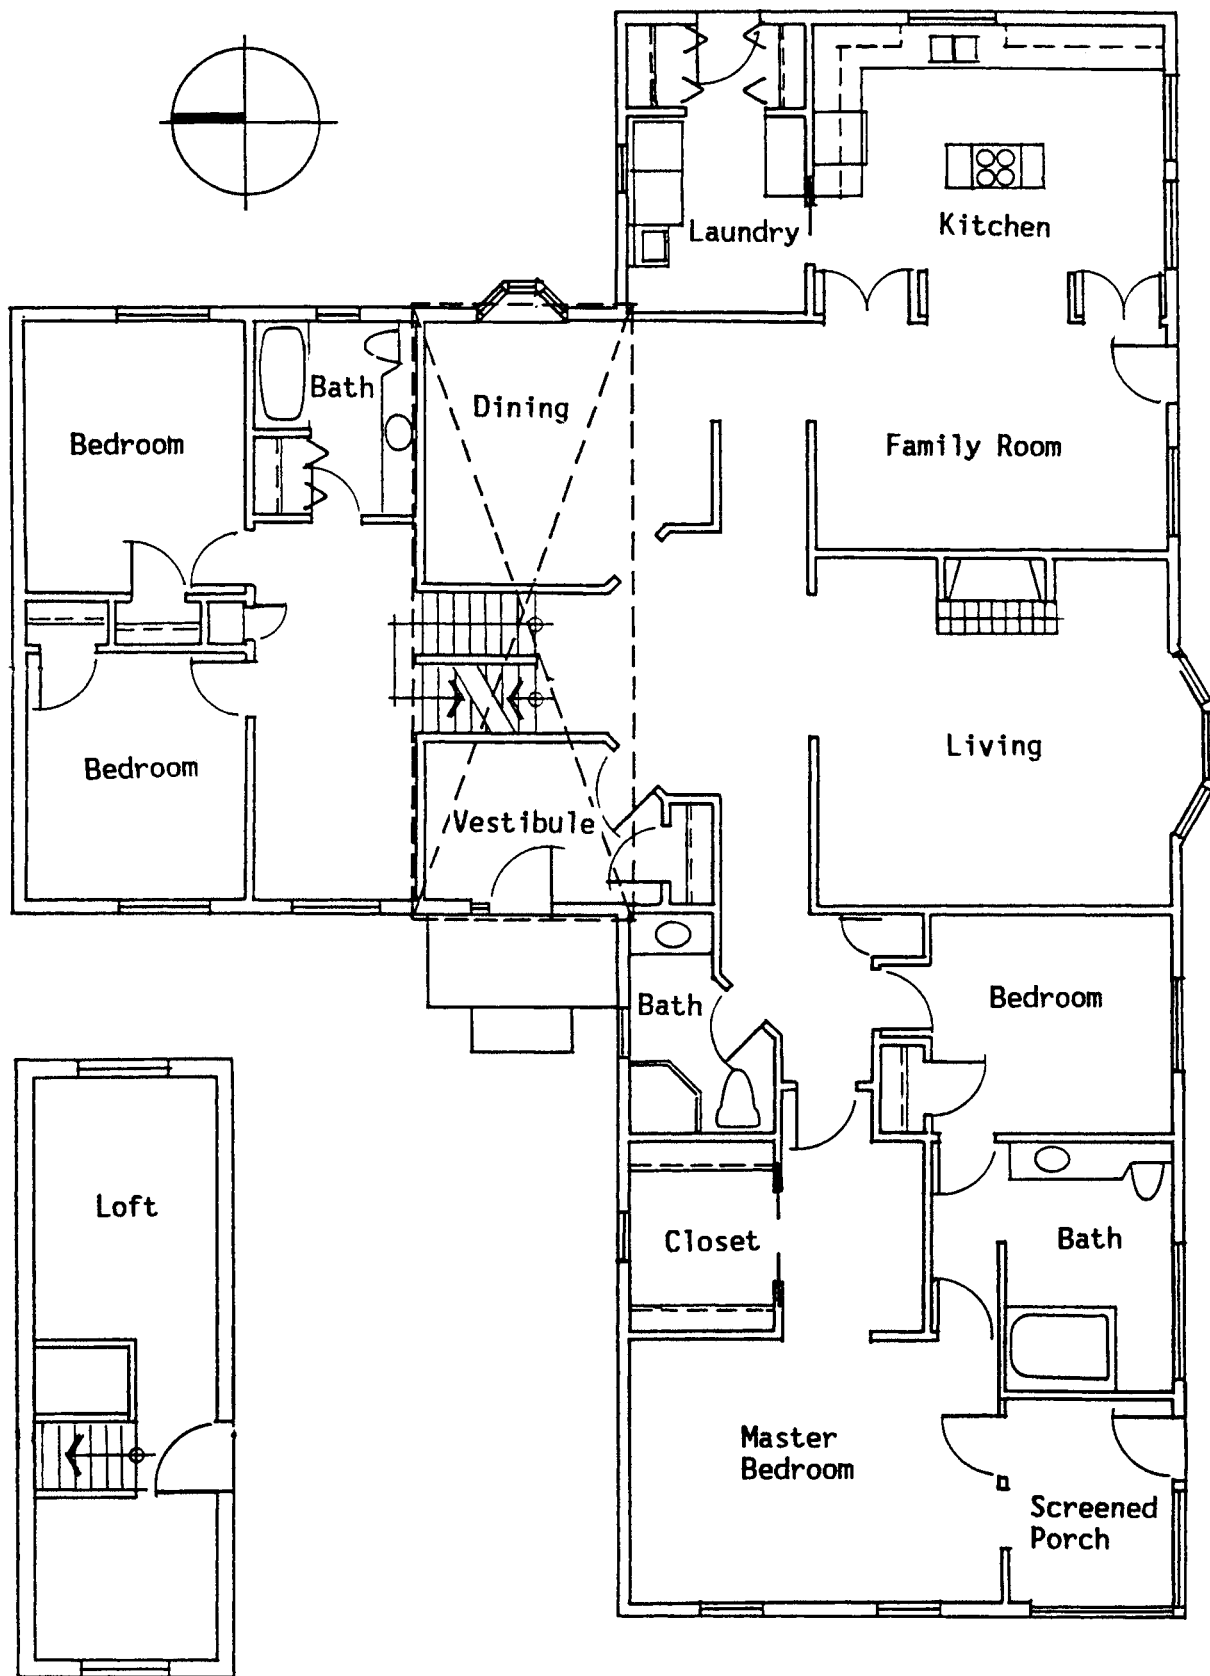 Laundry
Kitchen
Bath
Dining
Bedroom
Family Room
Living
Bedroom
Vestibule
Bath
Bedroom
Loft
Closet
Bath
Master
Bedroom
Screened
Porch